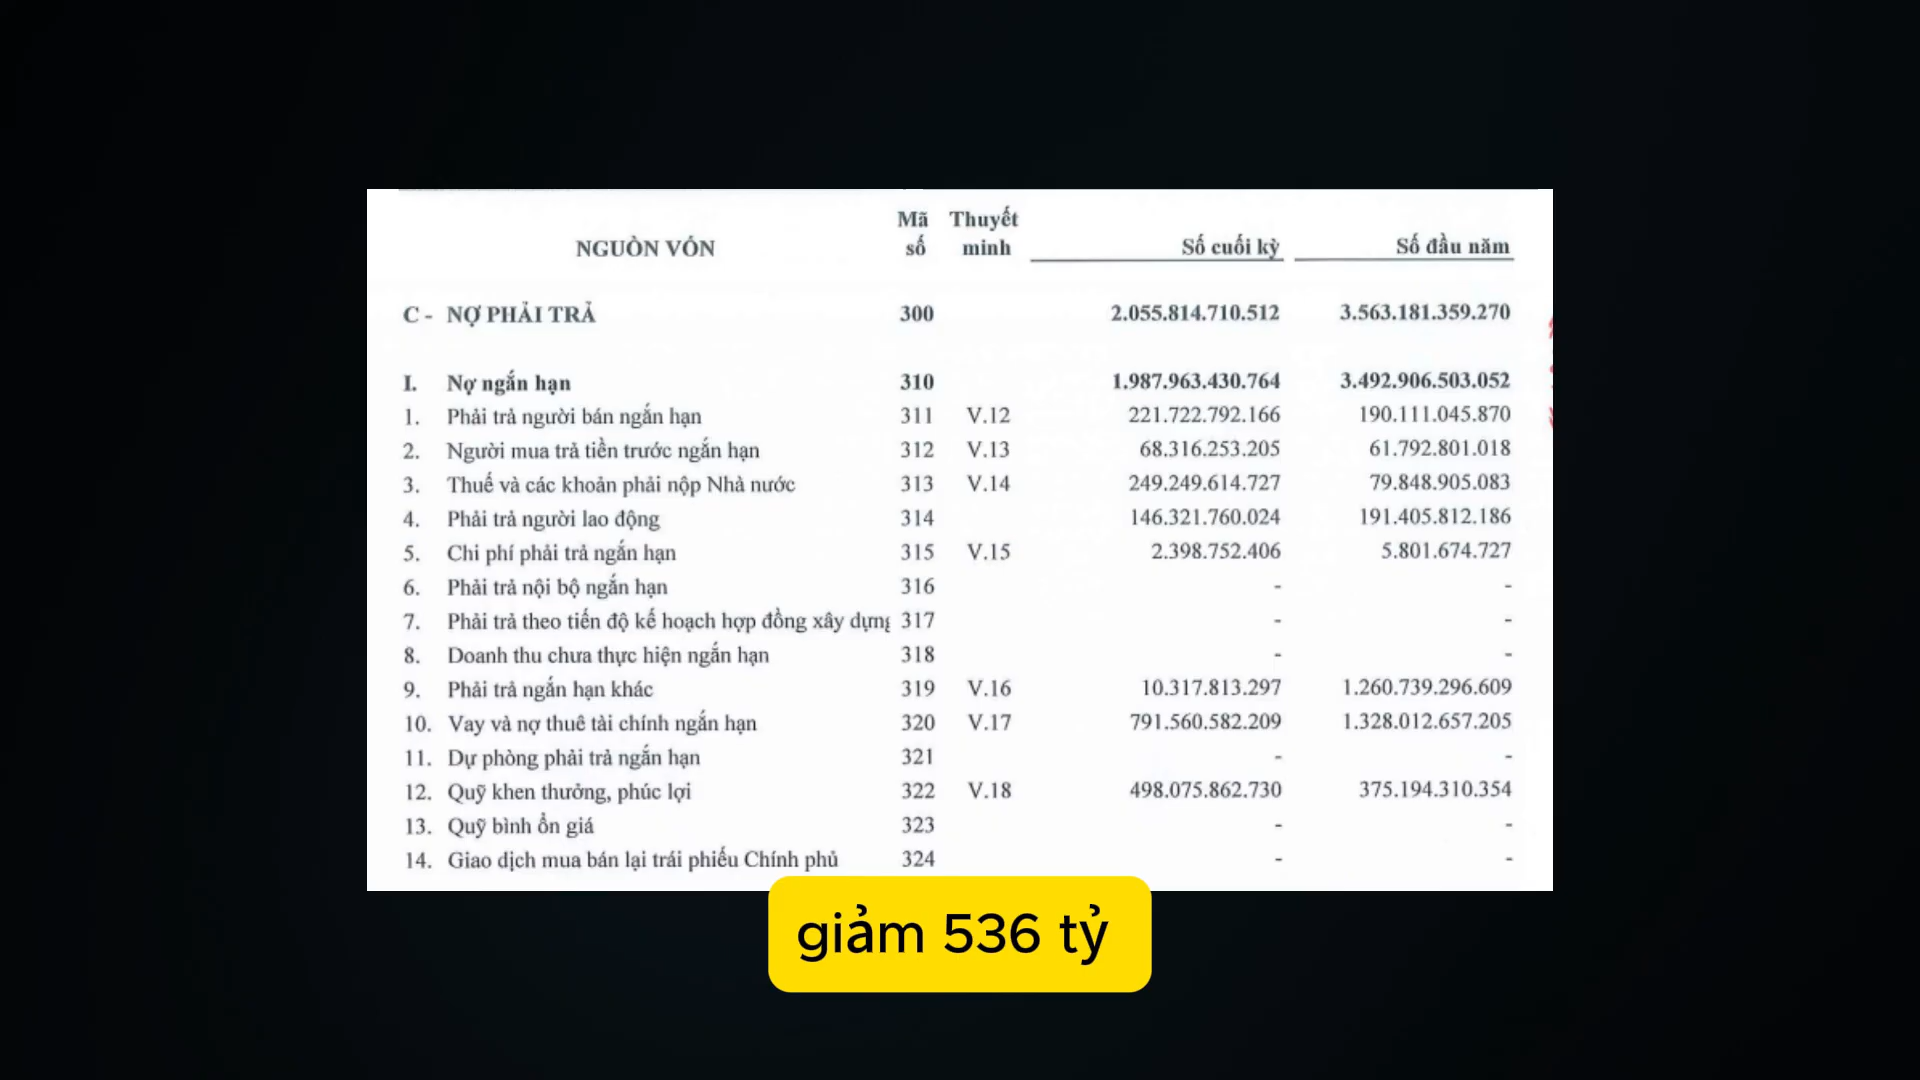 NGUỒN VỐN Mã số Thuyết minh Số cuối kỳ Số đầu năm
C - NỢ PHẢI TRẢ 300 2.055.814.710.512 3.563.181.359.270
I. Nợ ngắn hạn 310 1.987.963.430.764 3.492.906.503.052
1. Phải trả người bán ngắn hạn 311 V.12 221.722.792.166 190.111.045.870
2. Người mua trả tiền trước ngắn hạn 312 V.13 68.316.253.205 61.792.801.018
3. Thuế và các khoản phải nộp Nhà nước 313 V.14 249.249.614.727 79.848.905.083
4. Phải trả người lao động 314 146.321.760.024 191.405.812.186
5. Chi phí phải trả ngắn hạn 315 V.15 2.398.752.406 5.801.674.727
6. Phải trả nội bộ ngắn hạn 316 - -
7. Phải trả theo tiến độ kế hoạch hợp đồng xây dựng 317 - -
8. Doanh thu chưa thực hiện ngắn hạn 318 - -
9. Phải trả ngắn hạn khác 319 V.16 10.317.813.297 1.260.739.296.609
10. Vay và nợ thuê tài chính ngắn hạn 320 V.17 791.560.582.209 1.328.012.657.205
11. Dự phòng phải trả ngắn hạn 321 - -
12. Quỹ khen thưởng, phúc lợi 322 V.18 498.075.862.730 375.194.310.354
13. Quỹ bình ổn giá 323 - -
14. Giao dịch mua bán lại trái phiếu Chính phủ 324 - -
giảm 536 tỷ